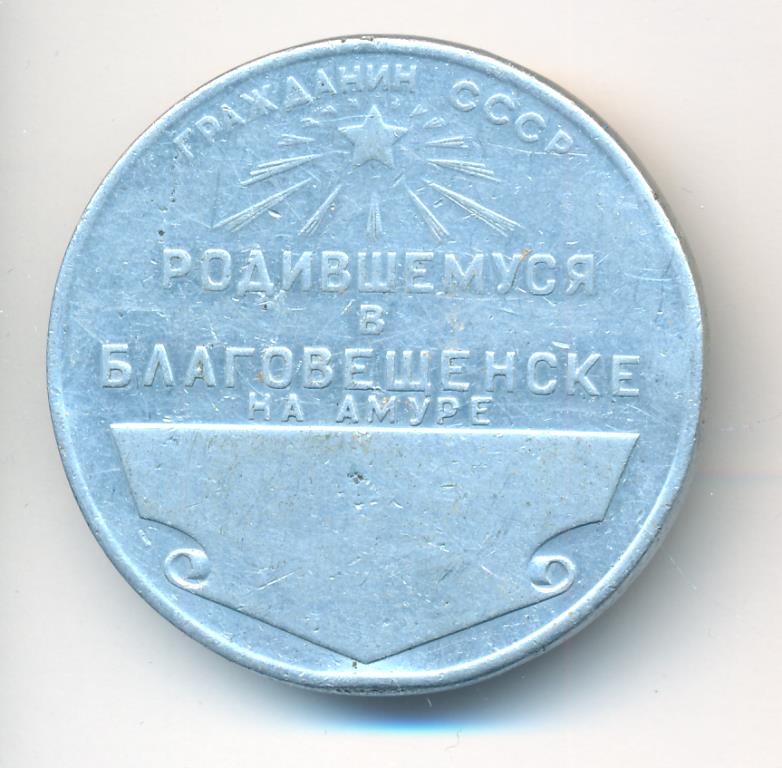 ГРАЖДАНИН СССР
РОДИВШЕМУСЯ
В
БЛАГОВЕЩЕНСКЕ
НА АМУРЕ